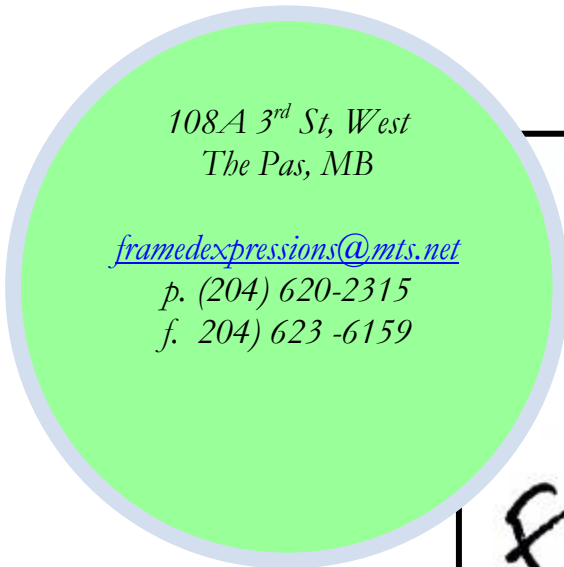 108A 3rd St, West
The Pas, MB
framedexpressions@mts.net
p. (204) 620-2315
f. 204) 623 -6159